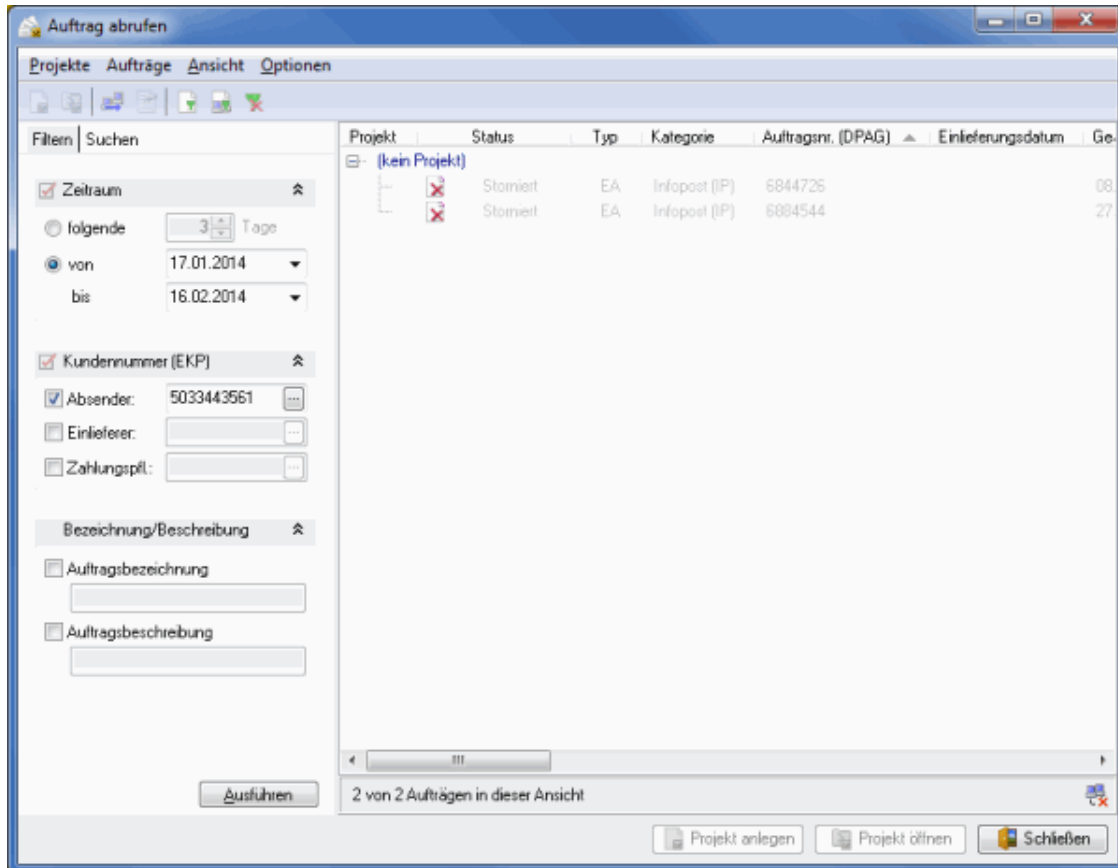 Auftrag abrufen
Projekte Aufträge Ansicht Optionen
Filtern Suchen
Zeitraum
folgende 3 Tage
von 17.01.2014
bis 16.02.2014
Kundennummer (EKP)
Absender: 5033443561 ...
Einlieferer: ...
Zahlungspfl.: ...
Bezeichnung/Beschreibung
Auftragsbezeichnung
Auftragsbeschreibung
Ausführen
Projekt Status Typ Kategorie Auftragsnr. (DPAG) Einlieferungsdatum Ge
(kein Projekt)
Storniert EA Infopost (IP) 6844726 08.
Storniert EA Infopost (IP) 6884544 27
2 von 2 Aufträgen in dieser Ansicht
Projekt anlegen Projekt öffnen Schließen